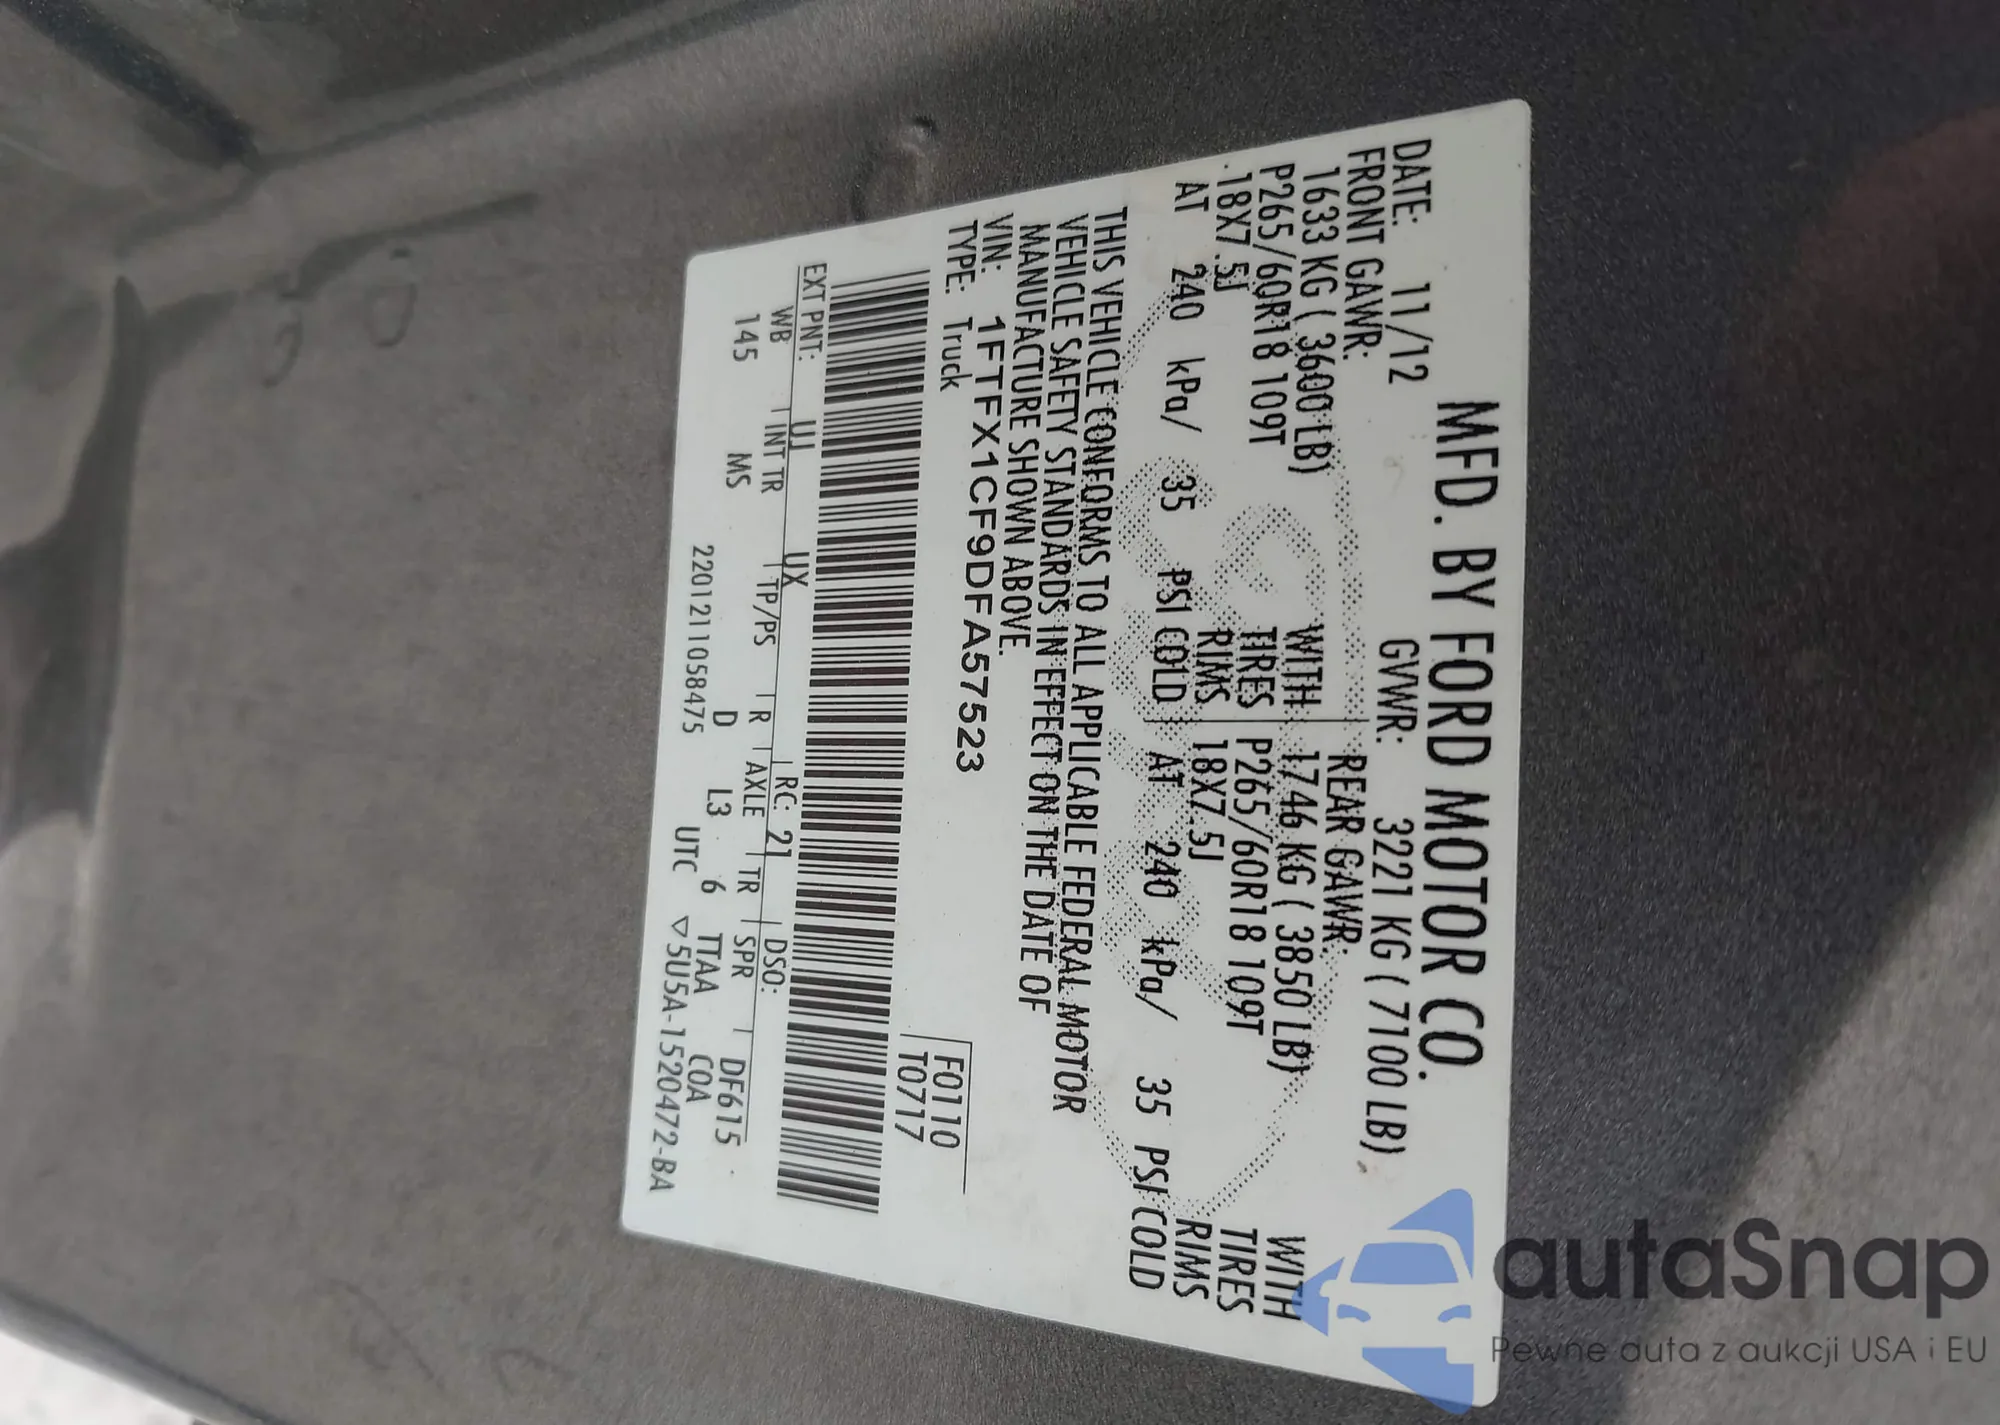 MFD. BY FORD MOTOR CO.
DATE: 11/12 GVWR: 3221 KG ( 7100 LB)
FRONT GAWR: REAR GAWR:
1633 KG ( 3600 LB) WITH 1746 KG ( 3850 LB) WITH
P265/60R18 109T TIRES P265/60R18 109T TIRES
18X7.5J RIMS 18X7.5J RIMS
AT 240 kPa/ 35 PSI COLD AT 240 kPa/ 35 PSI COLD
THIS VEHICLE CONFORMS TO ALL APPLICABLE FEDERAL MOTOR
VEHICLE SAFETY STANDARDS IN EFFECT ON THE DATE OF
MANUFACTURE SHOWN ABOVE.
VIN: 1FTFX1CF9DFA57523
TYPE: Truck
F0110
T0717
EXT PNT: UJ UX RC: 21 DSO:
WB INT TR TP/PS R AXLE TR SPR DF615
145 MS D L3 6 TTAA COA
2201211058475 UTC ▽5U5A-1520472-BA
autaSnap
Pewne auta z aukcji USA i EU